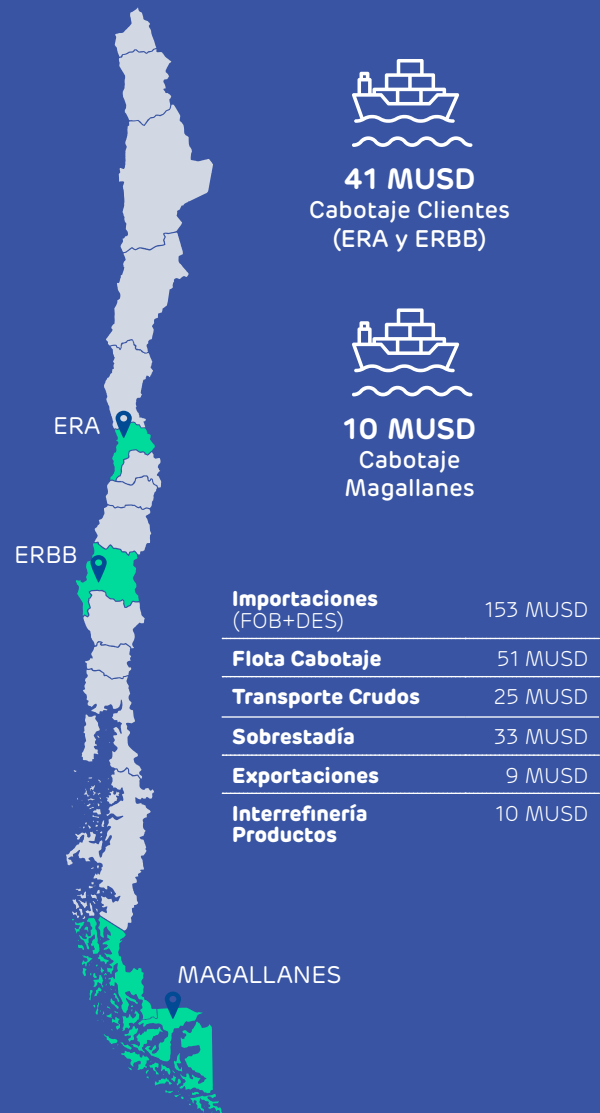 41 MUSD
Cabotaje Clientes
(ERA y ERBB)
10 MUSD
Cabotaje
Magallanes
ERA
ERBB
Importaciones
(FOB+DES) 153 MUSD
Flota Cabotaje 51 MUSD
Transporte Crudos 25 MUSD
Sobrestadía 33 MUSD
Exportaciones 9 MUSD
Interrefinería 10 MUSD
Productos
MAGALLANES